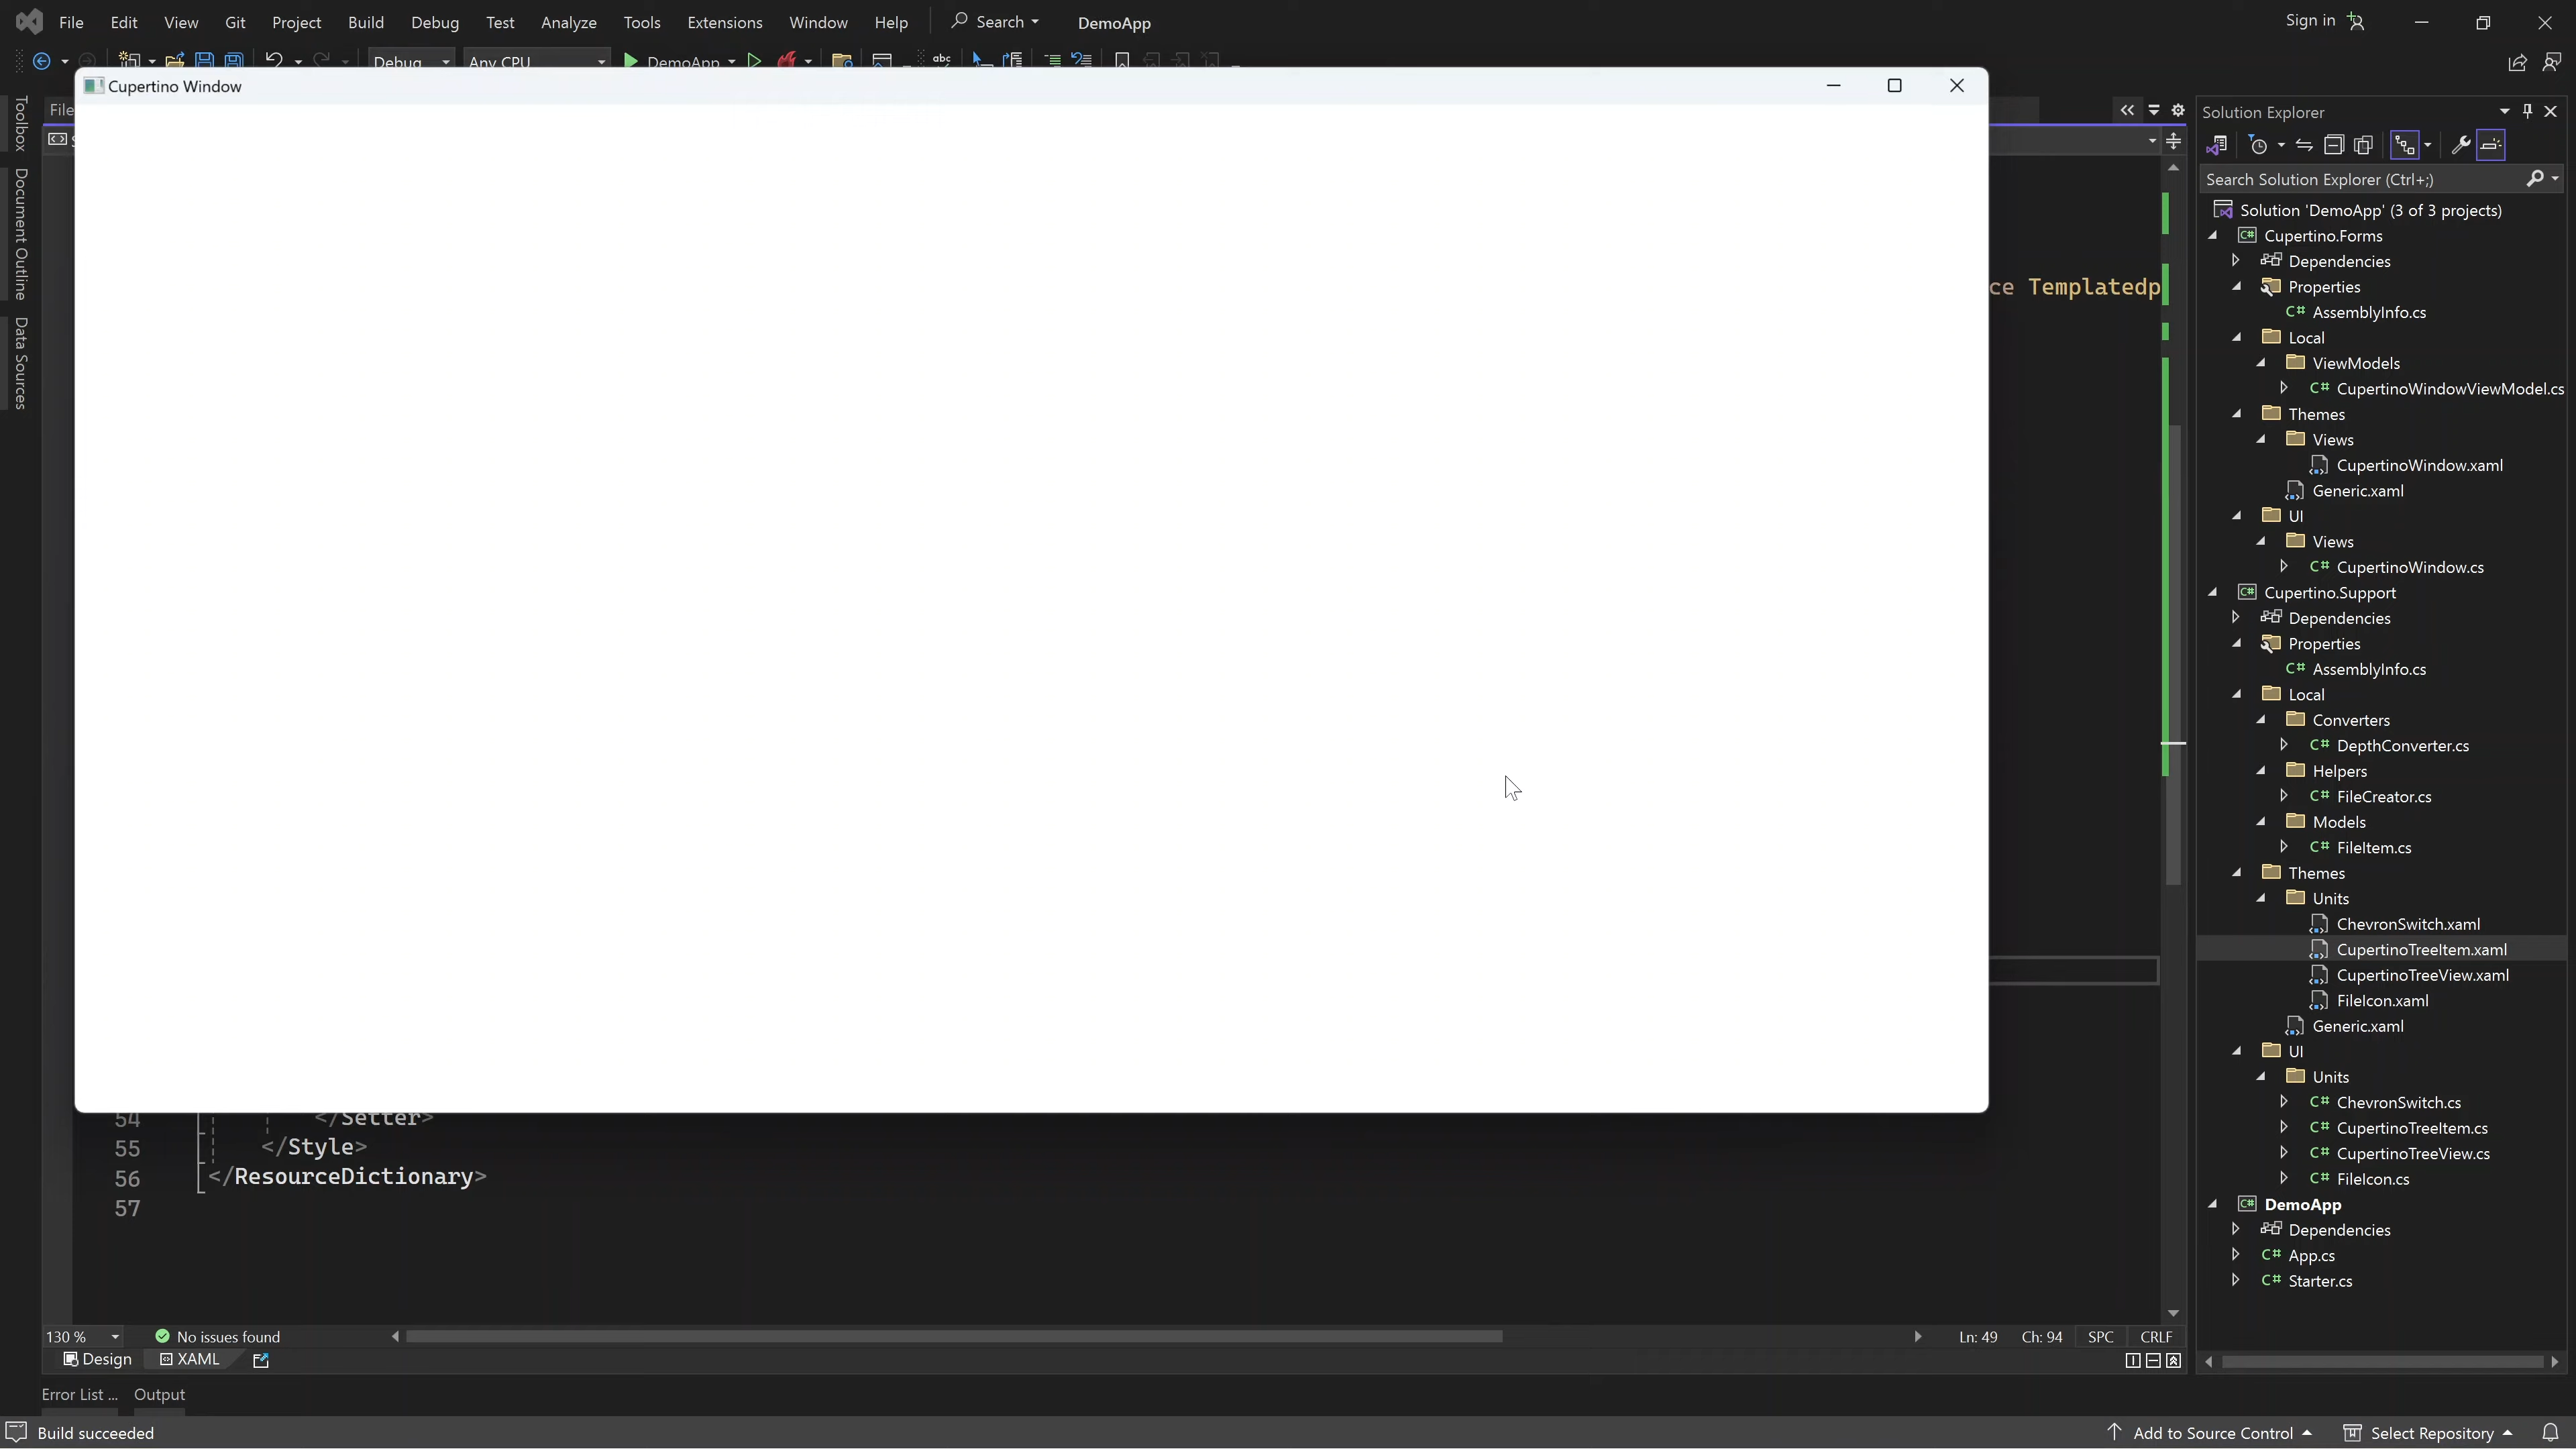 File Edit View Git Project Build Debug Test Analyze Tools Extensions Window Help Search DemoApp Sign in
Debug Any CPU DemoApp
Cupertino Window
File
Toolbox
Document Outline
Data Sources
ce Templatedp
54 </Setter>
55 </Style>
56 </ResourceDictionary>
57
130 % No issues found Ln: 49 Ch: 94 SPC CRLF
Design XAML
Error List ... Output
Build succeeded Add to Source Control Select Repository
Solution Explorer
Search Solution Explorer (Ctrl+;)
Solution 'DemoApp' (3 of 3 projects)
C# Cupertino.Forms
Dependencies
Properties
C# AssemblyInfo.cs
Local
ViewModels
C# CupertinoWindowViewModel.cs
Themes
Views
CupertinoWindow.xaml
Generic.xaml
UI
Views
C# CupertinoWindow.cs
C# Cupertino.Support
Dependencies
Properties
C# AssemblyInfo.cs
Local
Converters
C# DepthConverter.cs
Helpers
C# FileCreator.cs
Models
C# FileItem.cs
Themes
Units
ChevronSwitch.xaml
CupertinoTreeItem.xaml
CupertinoTreeView.xaml
FileIcon.xaml
Generic.xaml
UI
Units
C# ChevronSwitch.cs
C# CupertinoTreeItem.cs
C# CupertinoTreeView.cs
C# FileIcon.cs
C# DemoApp
Dependencies
C# App.cs
C# Starter.cs